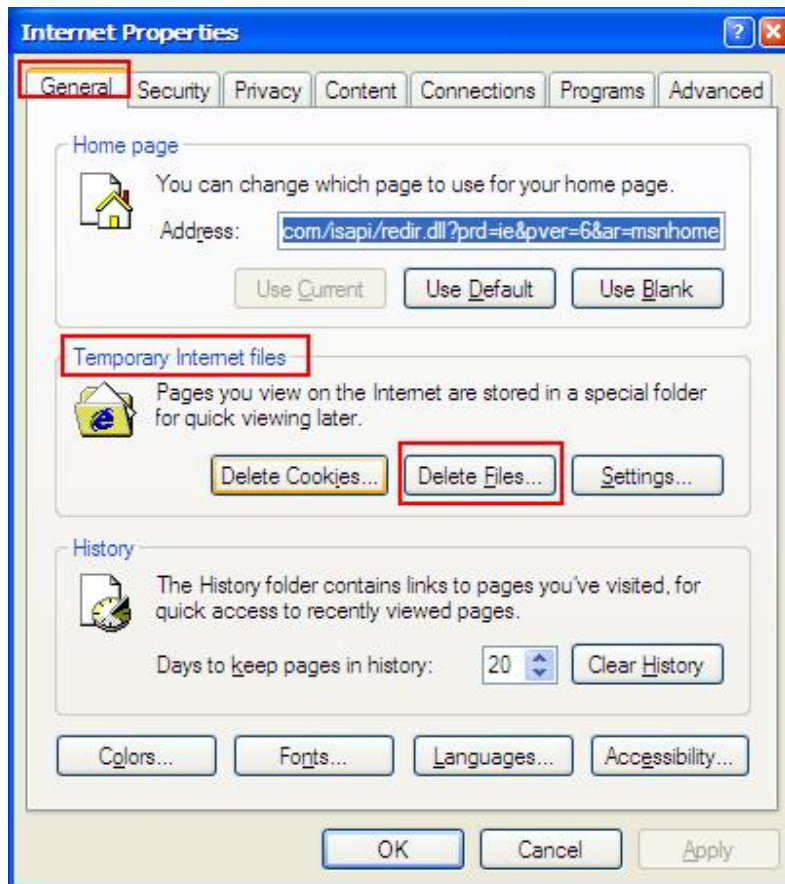 Internet Properties
General Security Privacy Content Connections Programs Advanced
Home page
You can change which page to use for your home page.
Address: com/isapi/redir.dll?prd=ie&pver=6&ar=msnhome
Use Current Use Default Use Blank
Temporary Internet files
Pages you view on the Internet are stored in a special folder
for quick viewing later.
Delete Cookies... Delete Files... Settings...
History
The History folder contains links to pages you've visited, for
quick access to recently viewed pages.
Days to keep pages in history: 20 Clear History
Colors... Fonts... Languages... Accessibility...
OK Cancel Apply